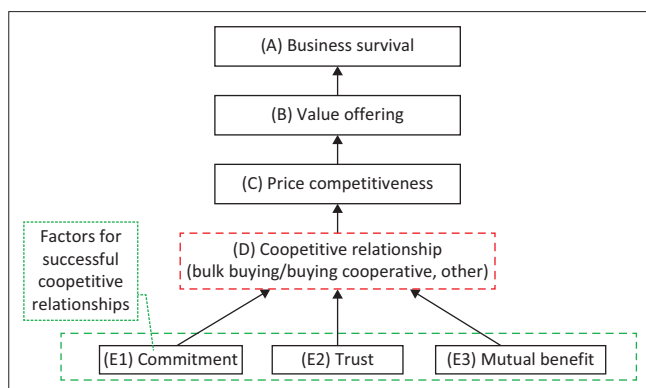 (A) Business survival
(B) Value offering
(C) Price competitiveness
Factors for
successful
coopetitive
relationships
(D) Coopetitive relationship
(bulk buying/buying cooperative, other)
(E1) Commitment
(E2) Trust
(E3) Mutual benefit